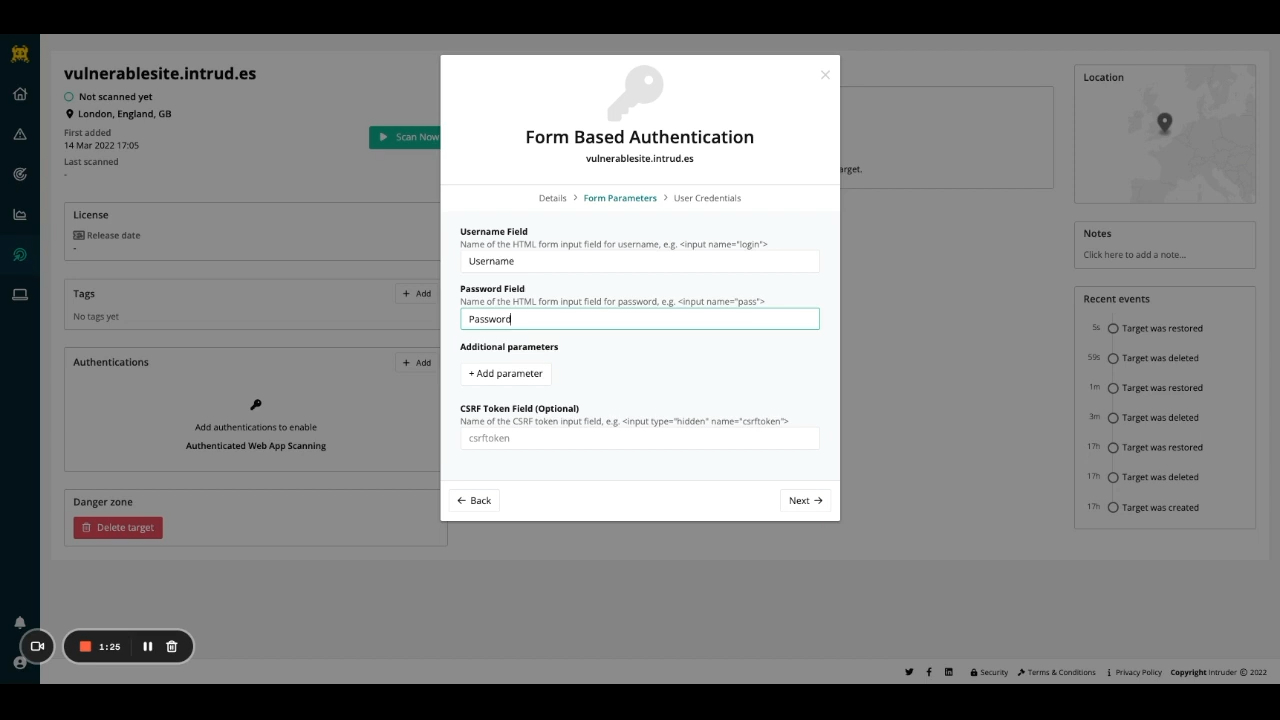 vulnerablesite.intrud.es
Not scanned yet
London, England, GB
First added
14 Mar 2022 17:05
Last scanned
-
Scan Now
License
Release date
-
Tags
+ Add
No tags yet
Authentications
+ Add
Add authentications to enable
Authenticated Web App Scanning
Danger zone
Delete target
Form Based Authentication
vulnerablesite.intrud.es
Details > Form Parameters > User Credentials
Username Field
Name of the HTML form input field for username, e.g. <input name="login">
Username
Password Field
Name of the HTML form input field for password, e.g. <input name="pass">
Password
Additional parameters
+ Add parameter
CSRF Token Field (Optional)
Name of the CSRF token input field, e.g. <input type="hidden" name="csrftoken">
csrftoken
← Back
Next →
arget.
Location
Notes
Click here to add a note...
Recent events
5s Target was restored
59s Target was deleted
1m Target was restored
3m Target was deleted
17h Target was restored
17h Target was deleted
17h Target was created
1:25
Security Terms & Conditions Privacy Policy Copyright Intruder © 2022